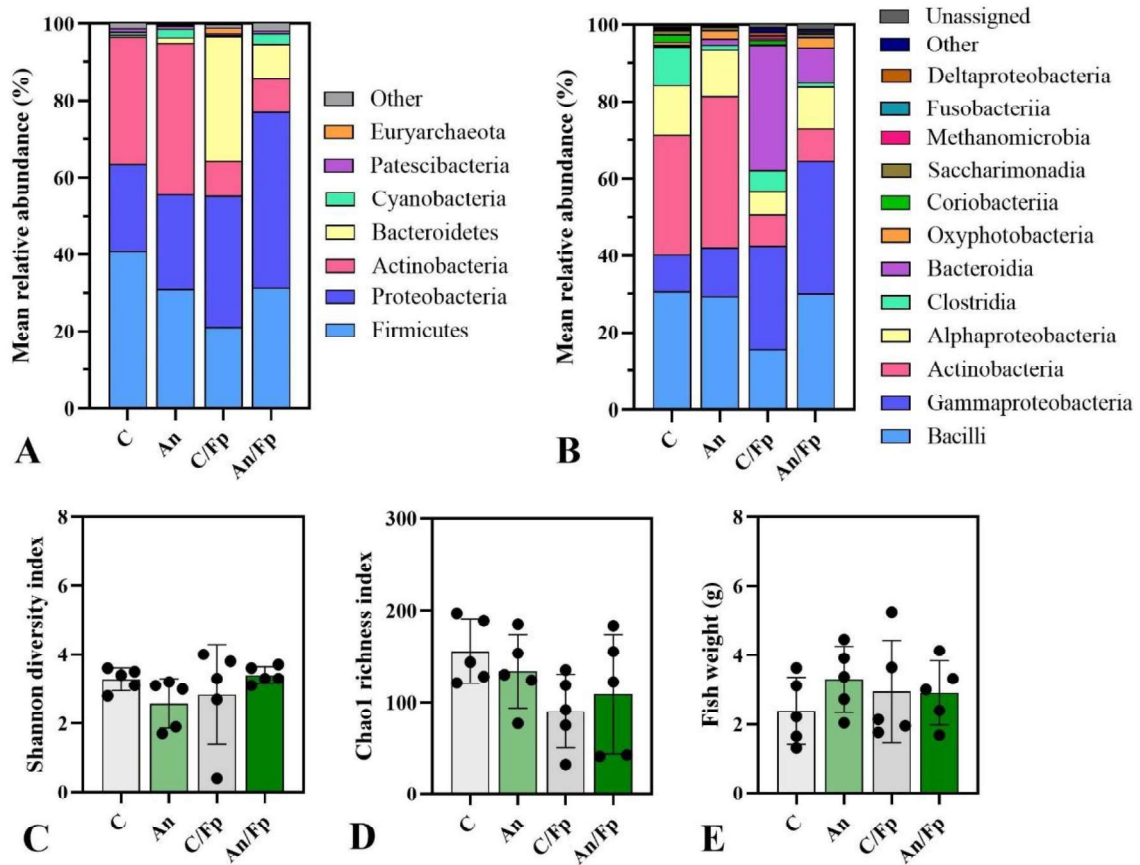 Mean relative abundance (%)
100
80
60
40
20
0
C
An
C/Fp
An/Fp
A
Other
Euryarchaeota
Patescibacteria
Cyanobacteria
Bacteroidetes
Actinobacteria
Proteobacteria
Firmicutes
Mean relative abundance (%)
100
80
60
40
20
0
C
An
C/Fp
An/Fp
B
Unassigned
Other
Deltaproteobacteria
Fusobacteriia
Methanomicrobia
Saccharimonadia
Coriobacteriia
Oxyphotobacteria
Bacteroidia
Clostridia
Alphaproteobacteria
Actinobacteria
Gammaproteobacteria
Bacilli
Shannon diversity index
8
6
4
2
0
C
An
C/Fp
An/Fp
C
Chao1 richness index
300
200
100
0
C
An
C/Fp
An/Fp
D
Fish weight (g)
8
6
4
2
0
C
An
C/Fp
An/Fp
E